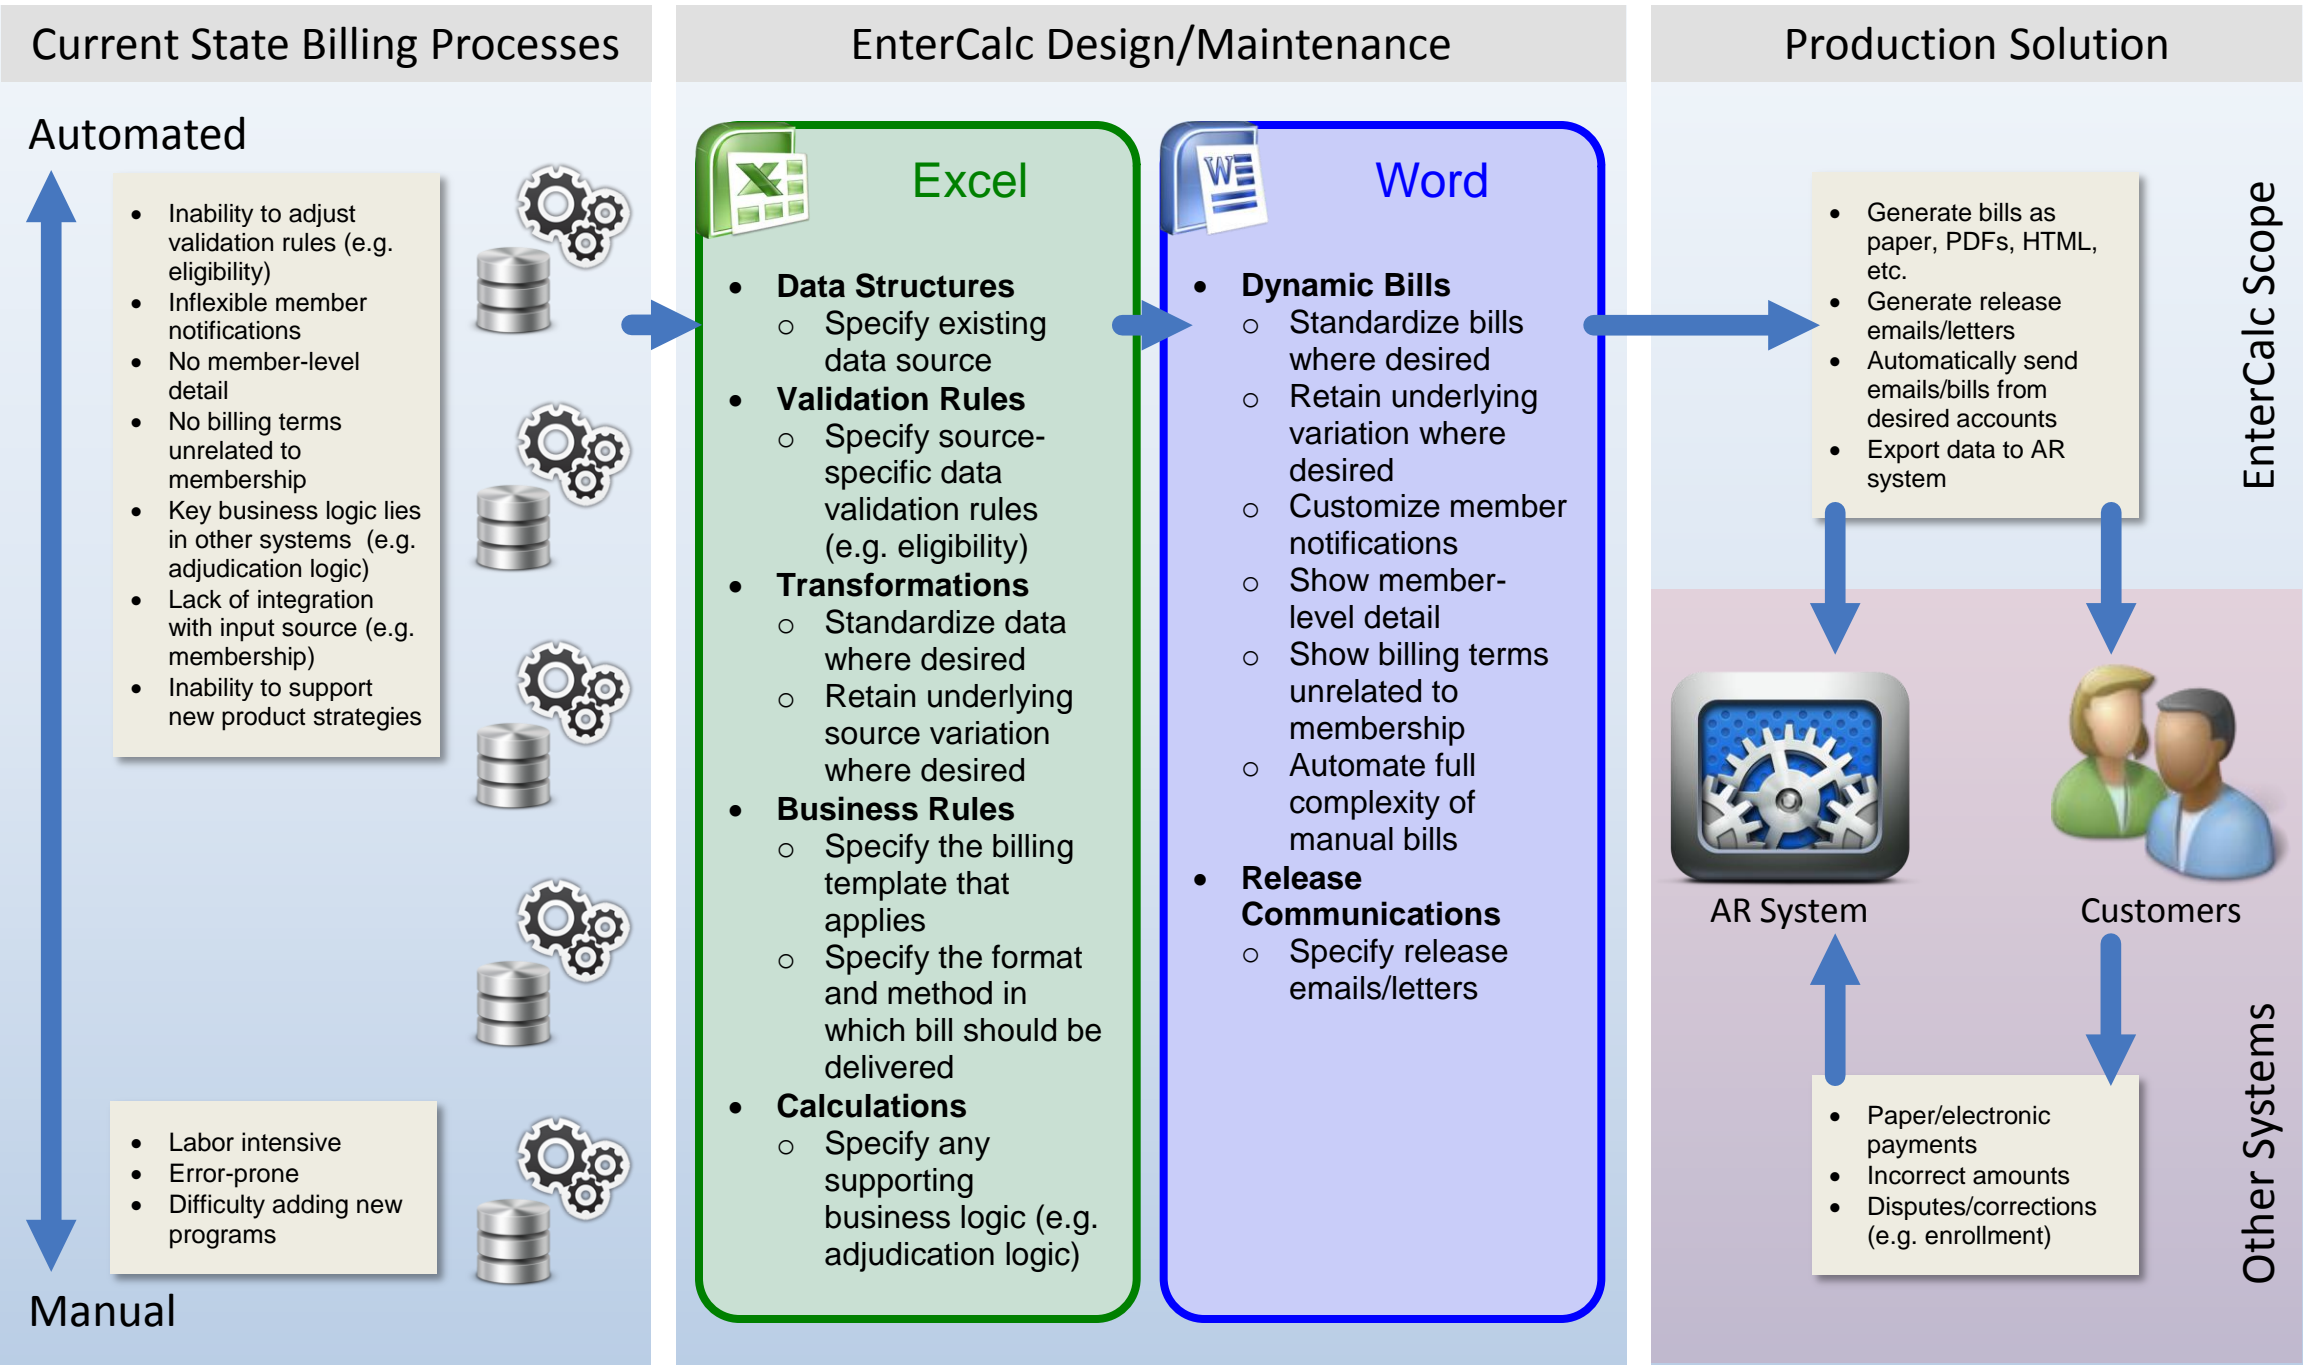 Current State Billing Processes
Automated
• Inability to adjust
validation rules (e.g.
eligibility)
• Inflexible member
notifications
• No member-level
detail
• No billing terms
unrelated to
membership
• Key business logic lies
in other systems (e.g.
adjudication logic)
• Lack of integration
with input source (e.g.
membership)
• Inability to support
new product strategies
• Labor intensive
• Error-prone
• Difficulty adding new
programs
Manual
EnterCalc Design/Maintenance
Excel
• Data Structures
o Specify existing
data source
• Validation Rules
o Specify source-
specific data
validation rules
(e.g. eligibility)
• Transformations
o Standardize data
where desired
o Retain underlying
source variation
where desired
• Business Rules
o Specify the billing
template that
applies
o Specify the format
and method in
which bill should be
delivered
• Calculations
o Specify any
supporting
business logic (e.g.
adjudication logic)
Word
• Dynamic Bills
o Standardize bills
where desired
o Retain underlying
variation where
desired
o Customize member
notifications
o Show member-
level detail
o Show billing terms
unrelated to
membership
o Automate full
complexity of
manual bills
• Release
Communications
o Specify release
emails/letters
Production Solution
• Generate bills as
paper, PDFs, HTML,
etc.
• Generate release
emails/letters
• Automatically send
emails/bills from
desired accounts
• Export data to AR
system
EnterCalc Scope
AR System
Customers
• Paper/electronic
payments
• Incorrect amounts
• Disputes/corrections
(e.g. enrollment)
Other Systems